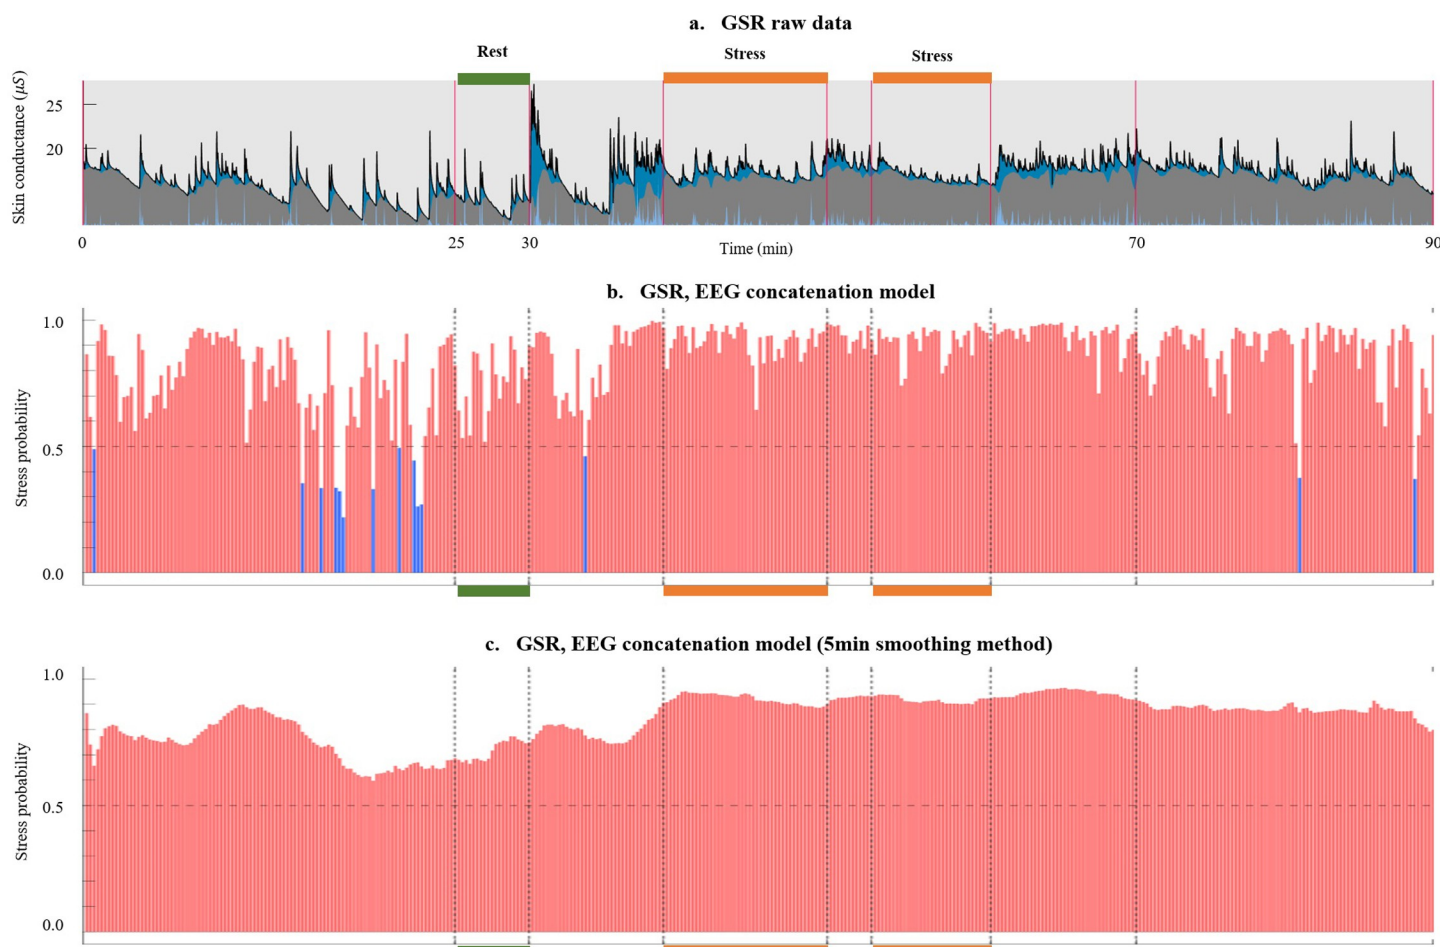 a. GSR raw data
Rest
Stress
Stress
Skin conductance (μS)
25
20
0
25
30
70
90
Time (min)
b. GSR, EEG concatenation model
Stress probability
1.0
0.5
0.0
c. GSR, EEG concatenation model (5min smoothing method)
Stress probability
1.0
0.5
0.0